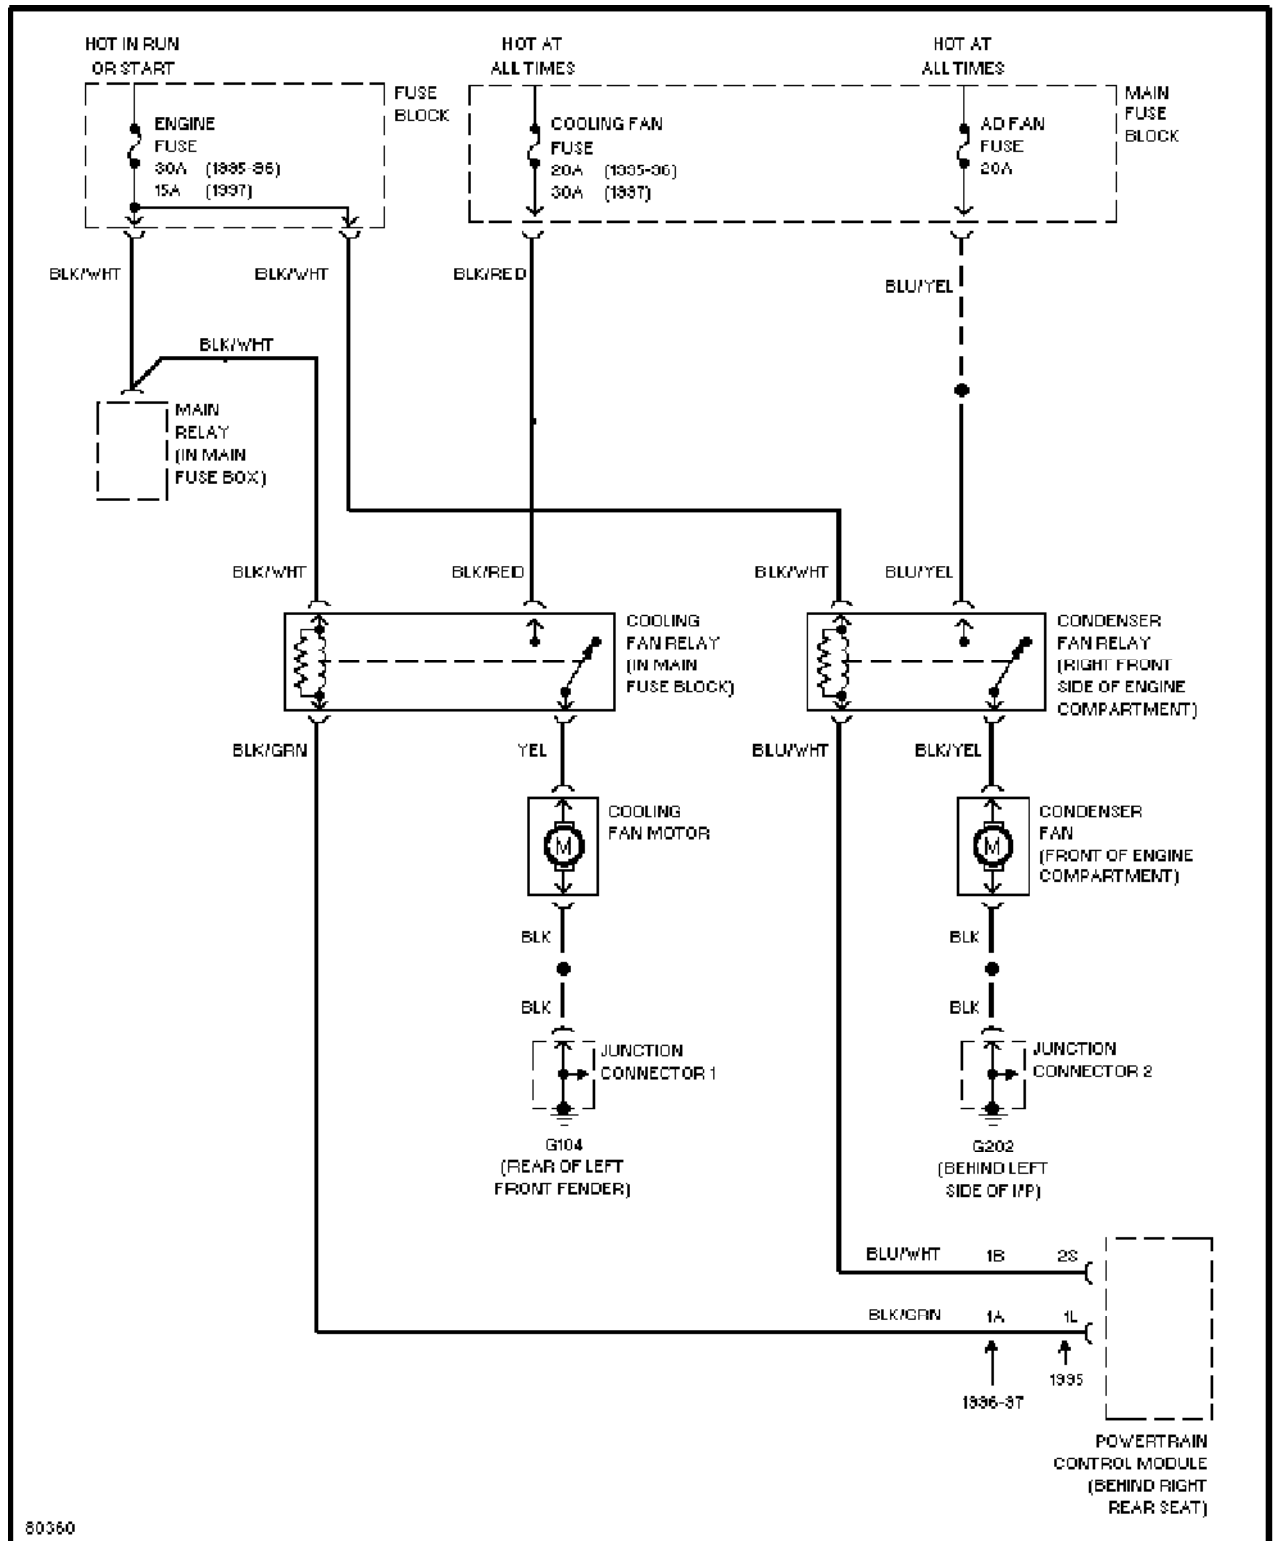 HOT IN RUN
OR START
HOT AT
ALL TIMES
HOT AT
ALL TIMES
FUSE
BLOCK
ENGINE
FUSE
30A (1995-96)
15A (1997)
COOLING FAN
FUSE
20A (1995-96)
30A (1997)
AD FAN
FUSE
20A
MAIN
FUSE
BLOCK
BLK/WHT
BLK/WHT
BLK/RED
BLU/YEL
BLK/WHT
MAIN
RELAY
(IN MAIN
FUSE BOX)
BLK/WHT
BLK/RED
BLK/WHT
BLU/YEL
COOLING
FAN RELAY
(IN MAIN
FUSE BLOCK)
CONDENSER
FAN RELAY
(RIGHT FRONT
SIDE OF ENGINE
COMPARTMENT)
BLK/GRN
YEL
BLU/WHT
BLK/YEL
COOLING
FAN MOTOR
M
CONDENSER
FAN
(FRONT OF ENGINE
COMPARTMENT)
M
BLK
BLK
BLK
BLK
JUNCTION
CONNECTOR 1
JUNCTION
CONNECTOR 2
G104
(REAR OF LEFT
FRONT FENDER)
G202
(BEHIND LEFT
SIDE OF I/P)
BLU/WHT 1B 2S
BLK/GRN 1A 1L
1995
1996-97
POWERTRAIN
CONTROL MODULE
(BEHIND RIGHT
REAR SEAT)
80360